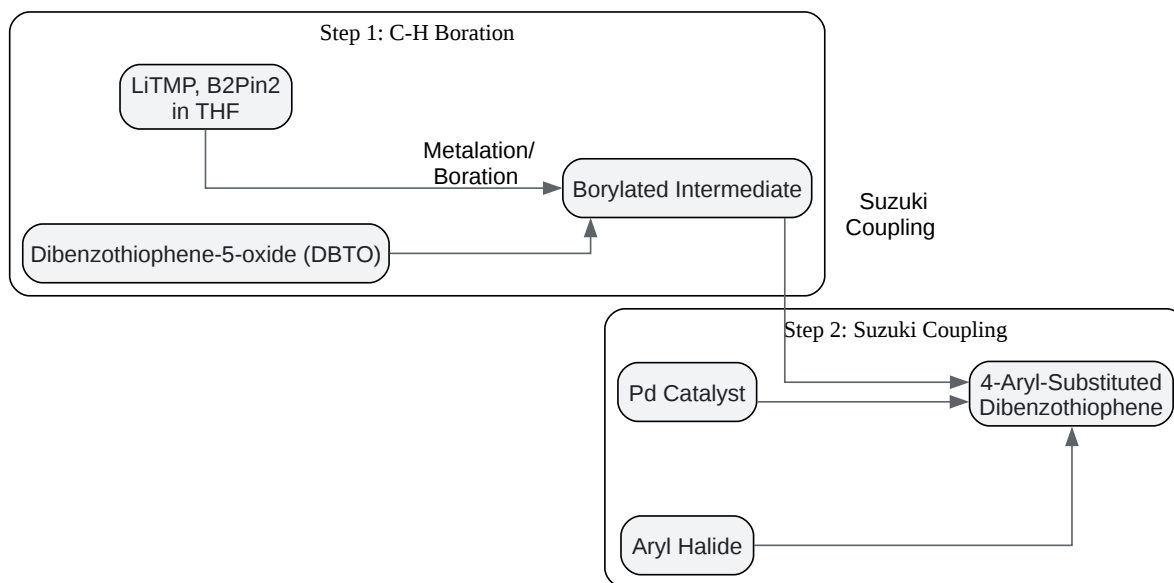 Step 1: C-H Boration
LiTMP, B2Pin2
in THF
Metalation/
Boration
Borylated Intermediate
Dibenzothiophene-5-oxide (DBTO)
Suzuki
Coupling
Step 2: Suzuki Coupling
Pd Catalyst
4-Aryl-Substituted
Dibenzothiophene
Aryl Halide